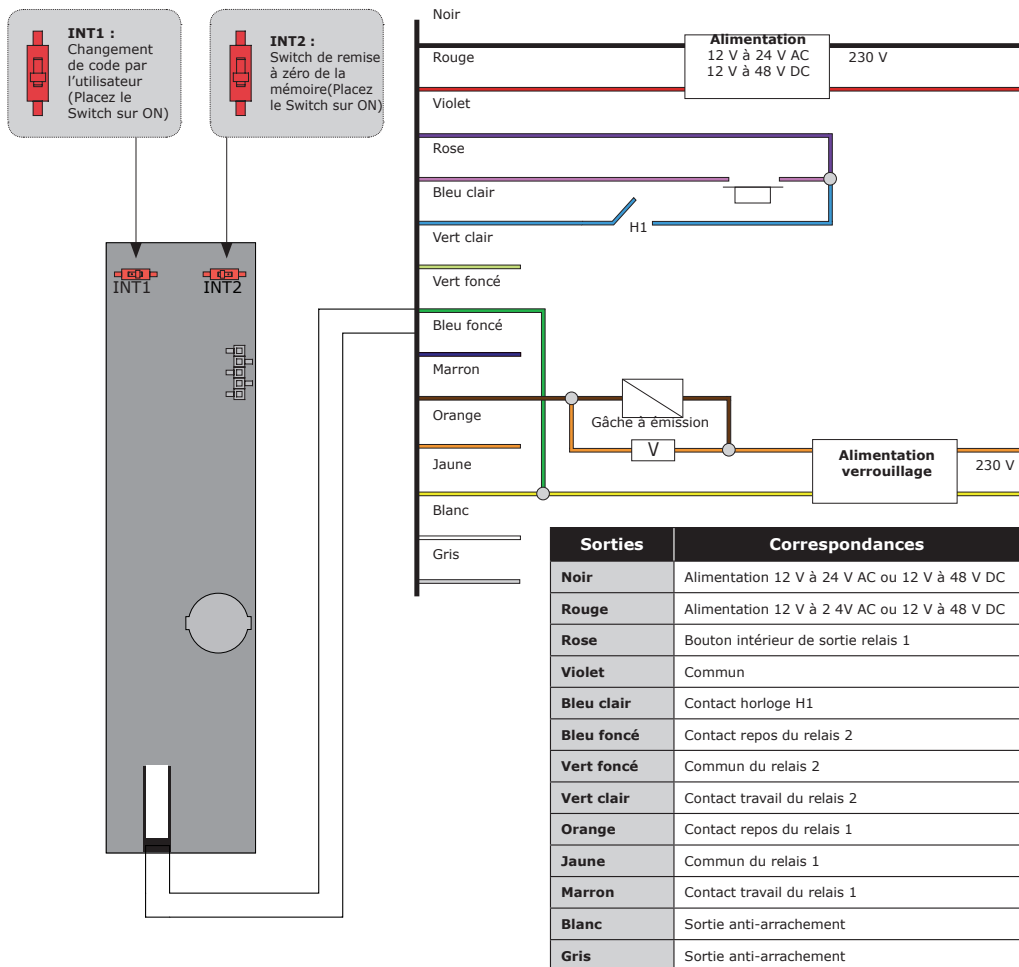 INT1 :
Changement
de code par
l'utilisateur
(Placez le
Switch sur ON)
INT2 :
Switch de remise
à zéro de la
mémoire(Placez
le Switch sur ON)
INT1
INT2
Noir
Rouge
Violet
Rose
Bleu clair
Vert clair
Vert foncé
Bleu foncé
Marron
Orange
Jaune
Blanc
Gris
Alimentation
12 V à 24 V AC
12 V à 48 V DC
230 V
H1
Gâche à émission
V
Alimentation
verrouillage
230 V
Sorties Correspondances
Noir Alimentation 12 V à 24 V AC ou 12 V à 48 V DC
Rouge Alimentation 12 V à 2 4V AC ou 12 V à 48 V DC
Rose Bouton intérieur de sortie relais 1
Violet Commun
Bleu clair Contact horloge H1
Bleu foncé Contact repos du relais 2
Vert foncé Commun du relais 2
Vert clair Contact travail du relais 2
Orange Contact repos du relais 1
Jaune Commun du relais 1
Marron Contact travail du relais 1
Blanc Sortie anti-arrachement
Gris Sortie anti-arrachement